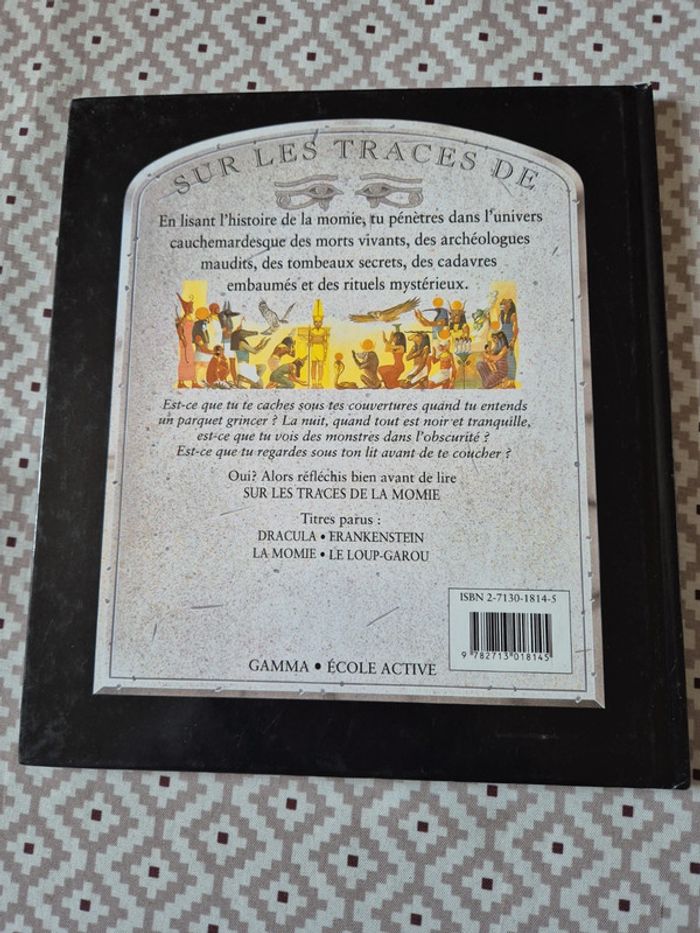 SUR LES TRACES DE
En lisant l'histoire de la momie, tu pénètres dans l'univers
cauchemardesque des morts vivants, des archéologues
maudits, des tombeaux secrets, des cadavres
embaumés et des rituels mystérieux.
Est-ce que tu te caches sous tes couvertures quand tu entends
un parquet grincer ? La nuit, quand tout est noir et tranquille,
est-ce que tu vois des monstres dans l'obscurité ?
Est-ce que tu regardes sous ton lit avant de te coucher ?
Oui? Alors réfléchis bien avant de lire
SUR LES TRACES DE LA MOMIE
Titres parus :
DRACULA • FRANKENSTEIN
LA MOMIE • LE LOUP-GAROU
ISBN 2-7130-1814-5
9 782713 018145
GAMMA • ÉCOLE ACTIVE